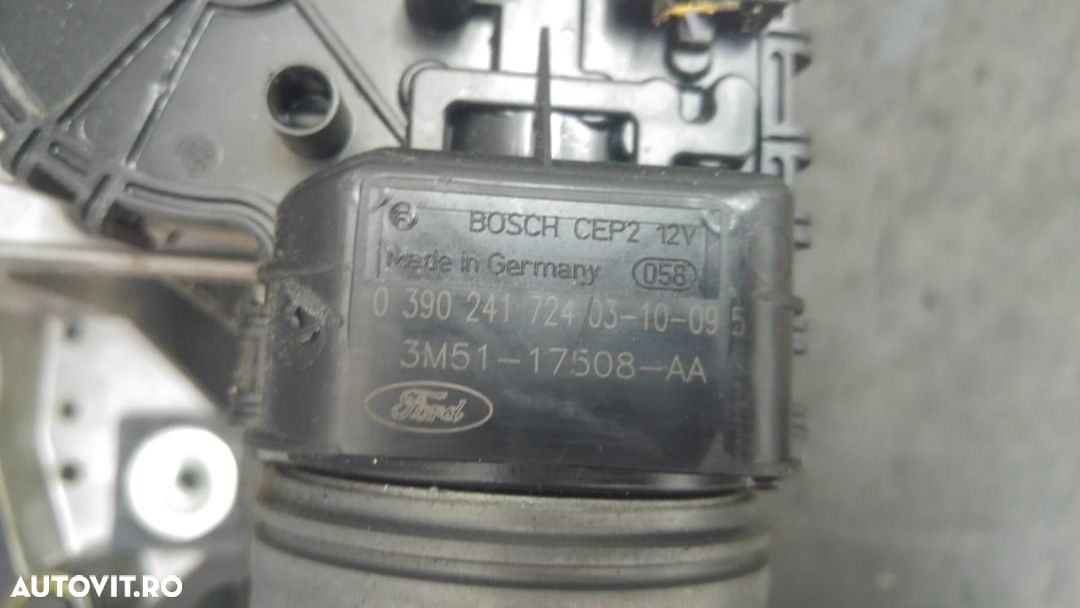 BOSCH CEP2 12V
Made in Germany 058
0 390 241 724 03-10-09 5
3M51-17508-AA
Ford
AUTOVIT.RO